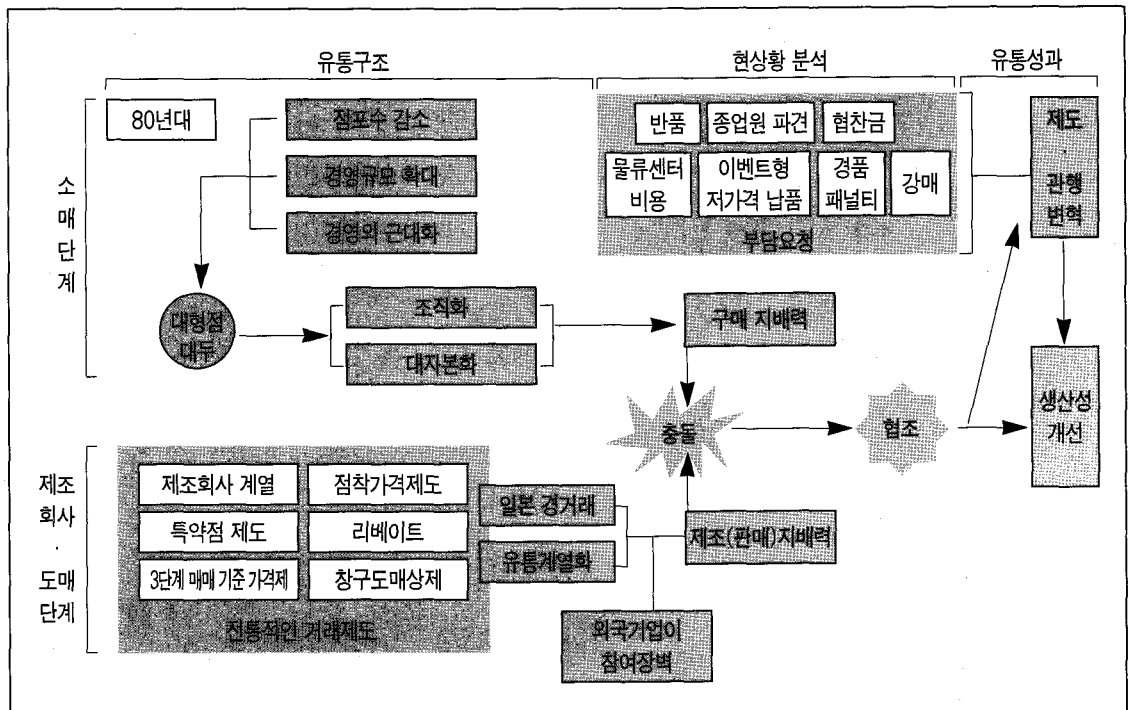 유통구조
현상황 분석
유통성과
소매단계
80년대
점포수 감소
경영규모 확대
경영의 근대화
대형점
대두
조직화
대자본화
반품
종업원 파견
협찬금
물류센터
비용
이벤트형
저가격 납품
경품
패널티
강매
부담요청
제도
·
관행
변혁
구매 지배력
충돌
협조
생산성
개선
제조
회사
·
도매
단계
제조회사 계열
점착가격제도
특약점 제도
리베이트
3단계 매매 기준 가격제
창구도매상제
전통적인 거래제도
일본 경거래
유통계열화
제조(판매)지배력
외국기업이
참여장벽